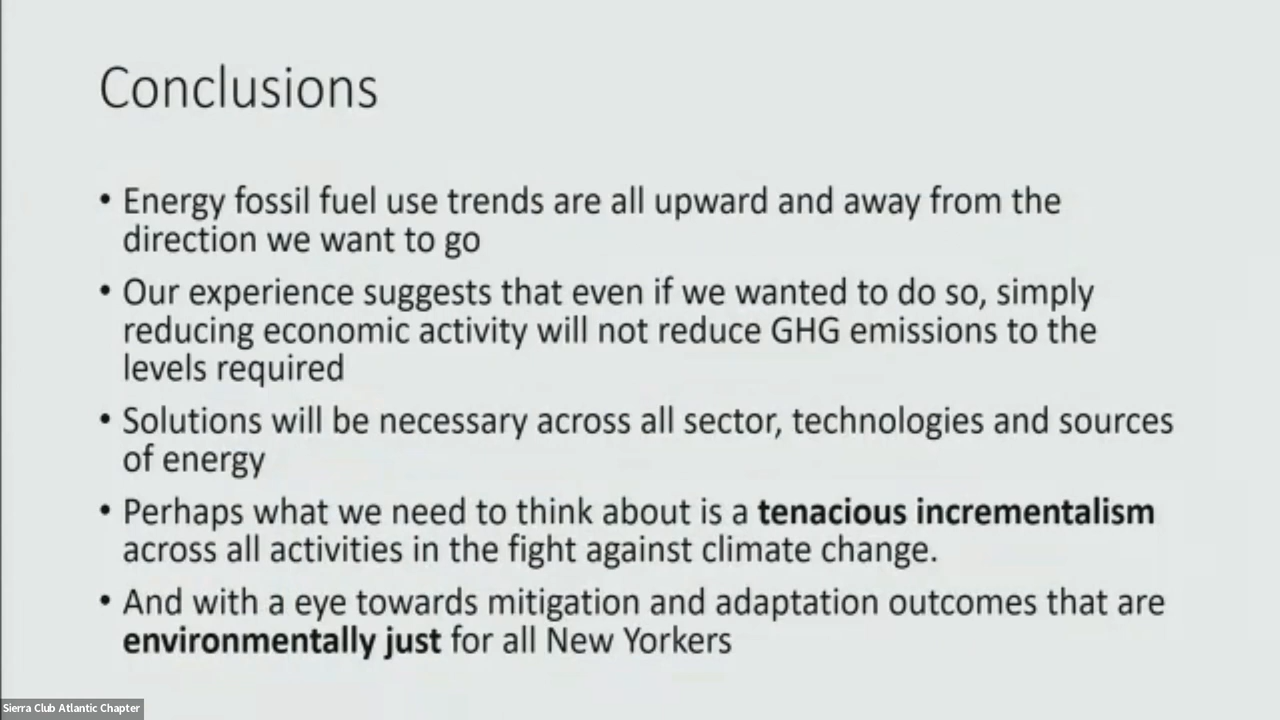 Conclusions
• Energy fossil fuel use trends are all upward and away from the
direction we want to go
• Our experience suggests that even if we wanted to do so, simply
reducing economic activity will not reduce GHG emissions to the
levels required
• Solutions will be necessary across all sector, technologies and sources
of energy
• Perhaps what we need to think about is a tenacious incrementalism
across all activities in the fight against climate change.
• And with a eye towards mitigation and adaptation outcomes that are
environmentally just for all New Yorkers
Sierra Club Atlantic Chapter